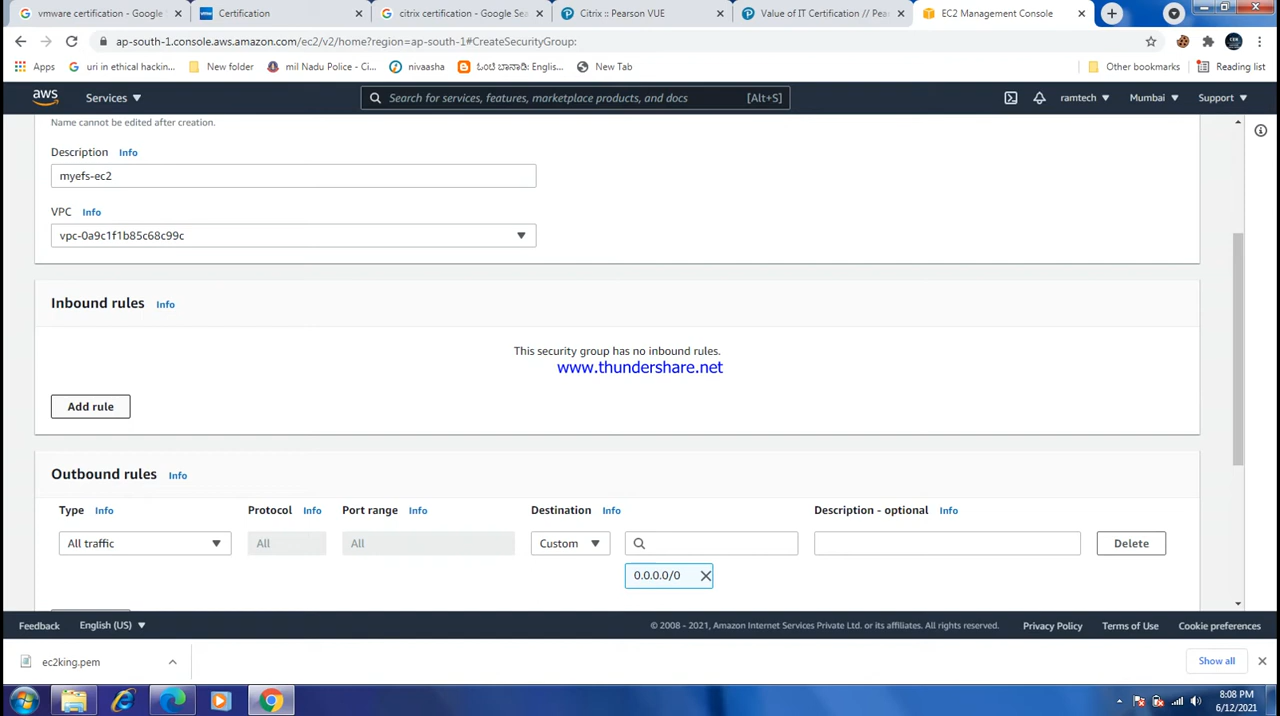 vmware certification - Google
Certification
citrix certification - Google Sea
Citrix :: Pearson VUE
Value of IT Certification // Pear
EC2 Management Console
ap-south-1.console.aws.amazon.com/ec2/v2/home?region=ap-south-1#CreateSecurityGroup:
Apps
uri in ethical hackin...
New folder
mil Nadu Police - Ci...
nivaasha
ಓಂಟಿ ಬಾಡಾನಿ: Englis...
New Tab
Other bookmarks
Reading list
aws
Services
Search for services, features, marketplace products, and docs
[Alt+S]
ramtech
Mumbai
Support
Name cannot be edited after creation.
Description Info
myefs-ec2
VPC Info
vpc-0a9c1f1b85c68c99c
Inbound rules Info
This security group has no inbound rules.
www.thundershare.net
Add rule
Outbound rules Info
Type Info
Protocol Info
Port range Info
Destination Info
Description - optional Info
All traffic
All
All
Custom
Delete
0.0.0.0/0
Feedback
English (US)
© 2008 - 2021, Amazon Internet Services Private Ltd. or its affiliates. All rights reserved.
Privacy Policy
Terms of Use
Cookie preferences
ec2king.pem
Show all
8:08 PM
6/12/2021